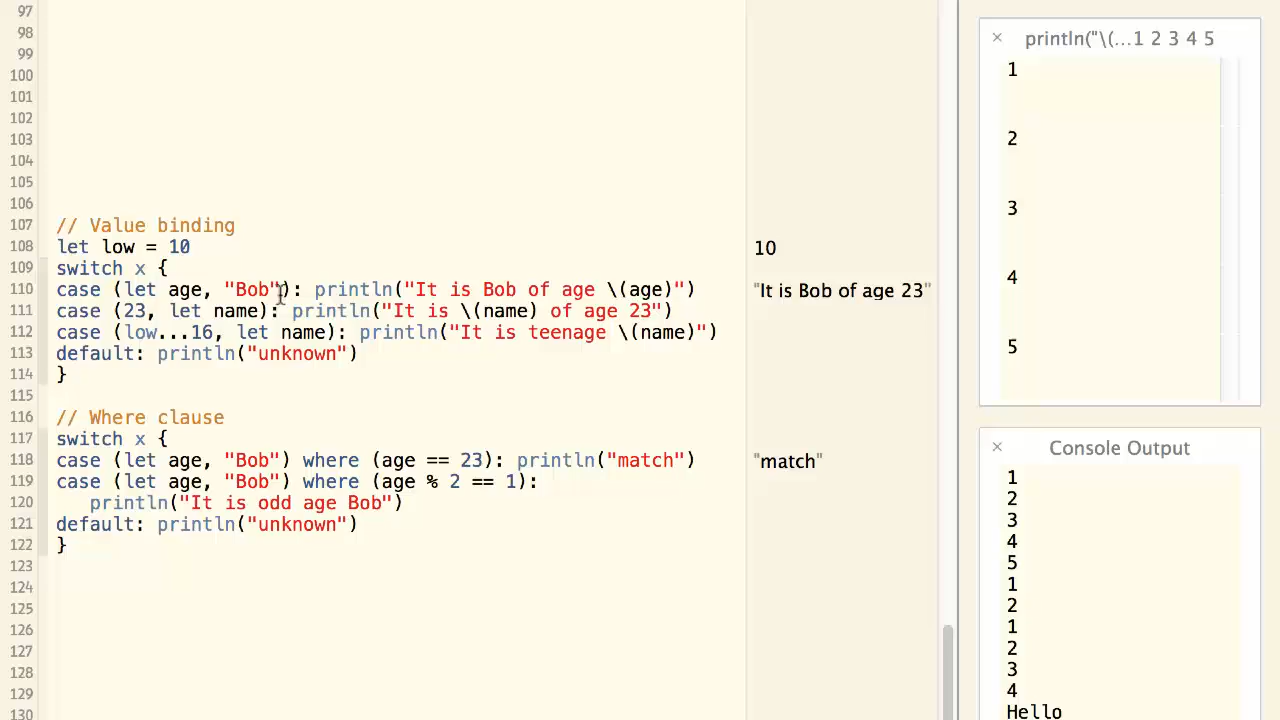 97
98
99
100
101
102
103
104
105
106
107 // Value binding
108 let low = 10
109 switch x {
110 case (let age, "Bob"): println("It is Bob of age \(age)")
111 case (23, let name): println("It is \(name) of age 23")
112 case (low...16, let name): println("It is teenage \(name)")
113 default: println("unknown")
114 }
115
116 // Where clause
117 switch x {
118 case (let age, "Bob") where (age == 23): println("match")
119 case (let age, "Bob") where (age % 2 == 1):
120 println("It is odd age Bob")
121 default: println("unknown")
122 }
123
124
125
126
127
128
129
130
10
"It is Bob of age 23"
"match"
× println("\(...1 2 3 4 5
1
2
3
4
5
× Console Output
1
2
3
4
5
1
2
1
2
3
4
Hello